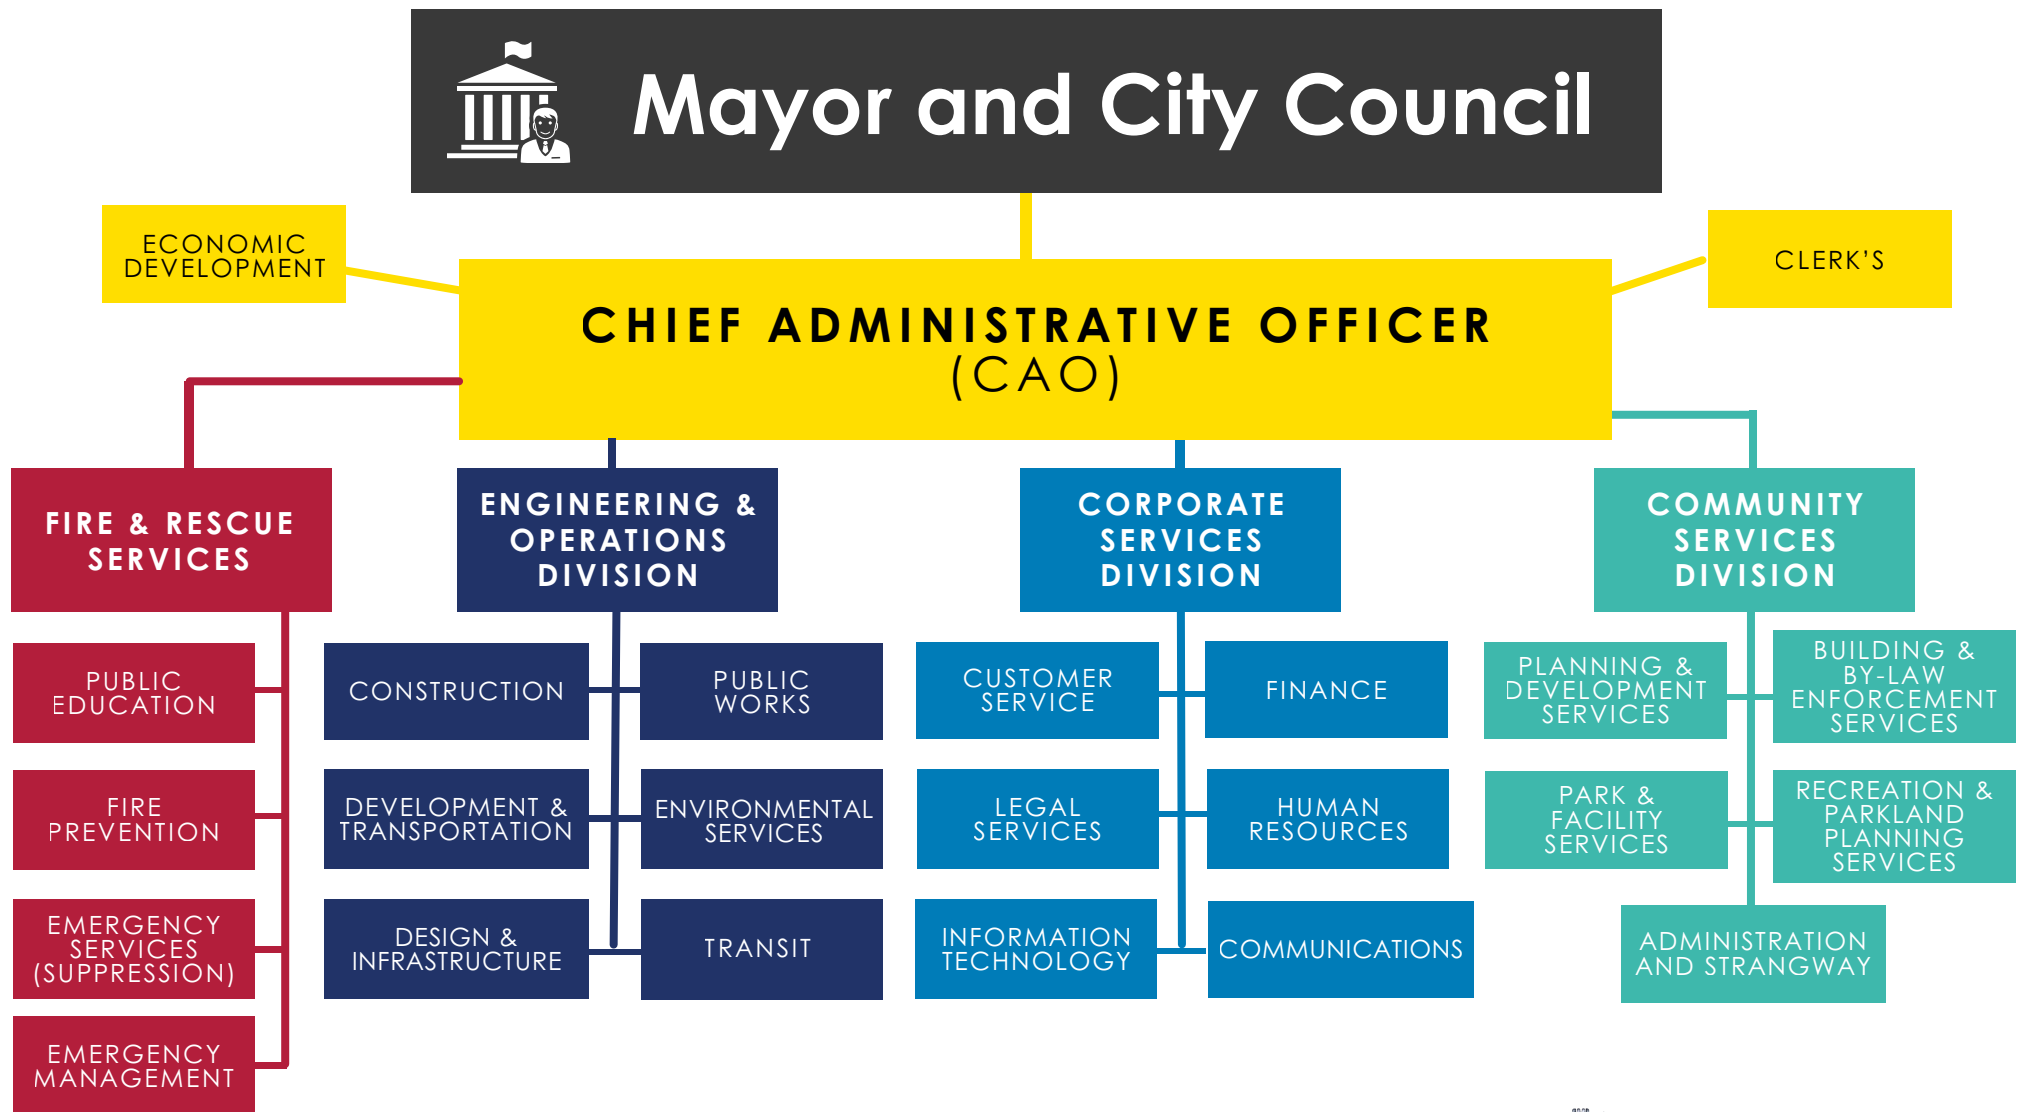 Mayor and City Council
ECONOMIC
DEVELOPMENT
CLERK'S
CHIEF ADMINISTRATIVE OFFICER
(CAO)
FIRE & RESCUE
SERVICES
PUBLIC
EDUCATION
FIRE
PREVENTION
EMERGENCY
SERVICES
(SUPPRESSION)
EMERGENCY
MANAGEMENT
ENGINEERING &
OPERATIONS
DIVISION
CONSTRUCTION
PUBLIC
WORKS
DEVELOPMENT &
TRANSPORTATION
ENVIRONMENTAL
SERVICES
DESIGN &
INFRASTRUCTURE
TRANSIT
CORPORATE
SERVICES
DIVISION
CUSTOMER
SERVICE
FINANCE
LEGAL
SERVICES
HUMAN
RESOURCES
INFORMATION
TECHNOLOGY
COMMUNICATIONS
COMMUNITY
SERVICES
DIVISION
PLANNING &
DEVELOPMENT
SERVICES
BUILDING &
BY-LAW
ENFORCEMENT
SERVICES
PARK &
FACILITY
SERVICES
RECREATION &
PARKLAND
PLANNING
SERVICES
ADMINISTRATION
AND STRANGWAY